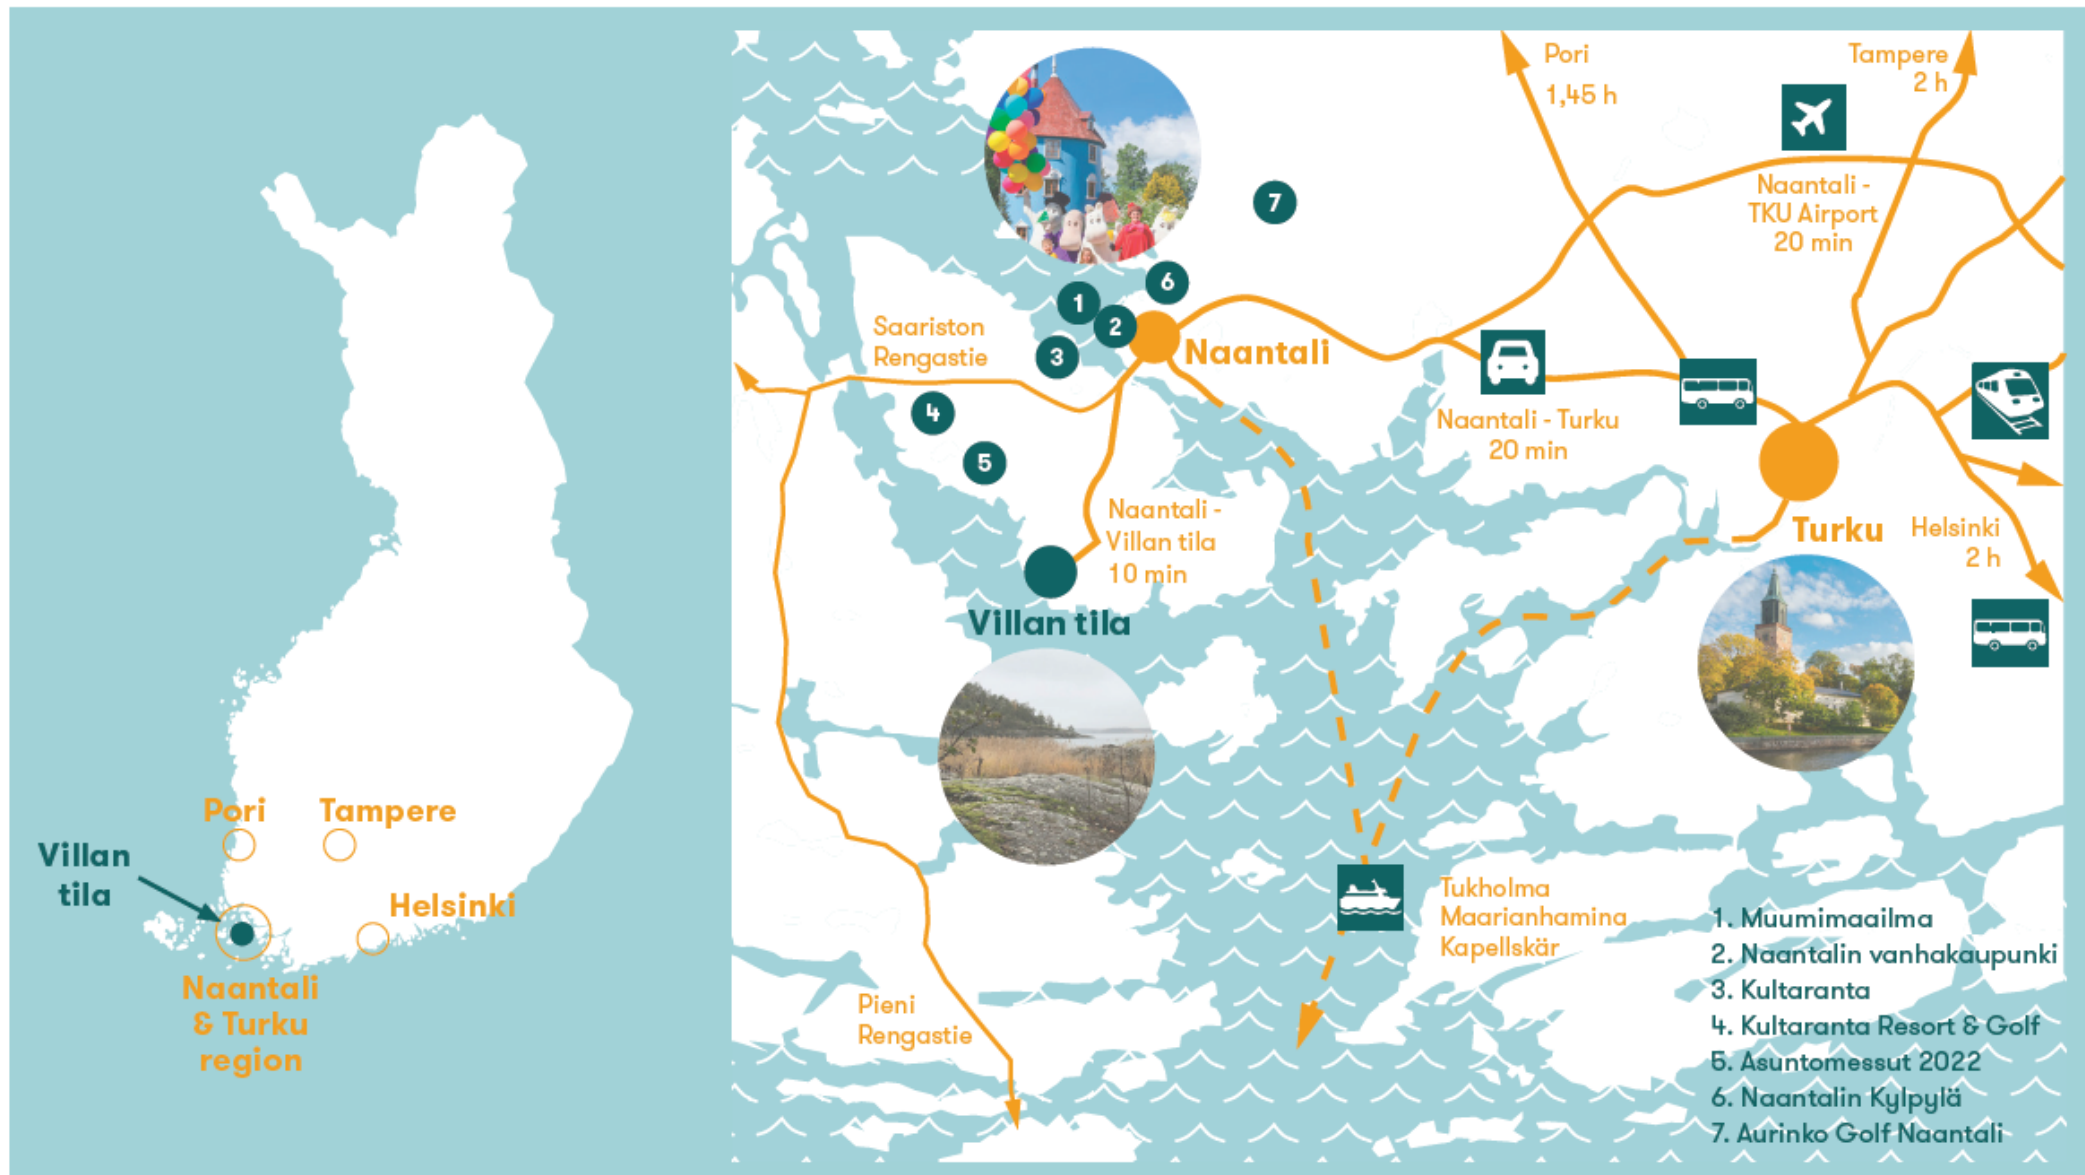 Pori
Tampere
Villan
tila
Helsinki
Naantali
& Turku
region
Pori
1,45 h
Tampere
2 h
Naantali -
TKU Airport
20 min
7
6
1
2
3
4
5
Saariston
Rengastie
Naantali
Naantali - Turku
20 min
Naantali -
Villan tila
10 min
Villan tila
Turku
Helsinki
2 h
Tukholma
Maarianhamina
Kapellskär
Pieni
Rengastie
1. Muumimaailma
2. Naantalin vanhakaupunki
3. Kultaranta
4. Kultaranta Resort & Golf
5. Asuntomessut 2022
6. Naantalin Kylpylä
7. Aurinko Golf Naantali